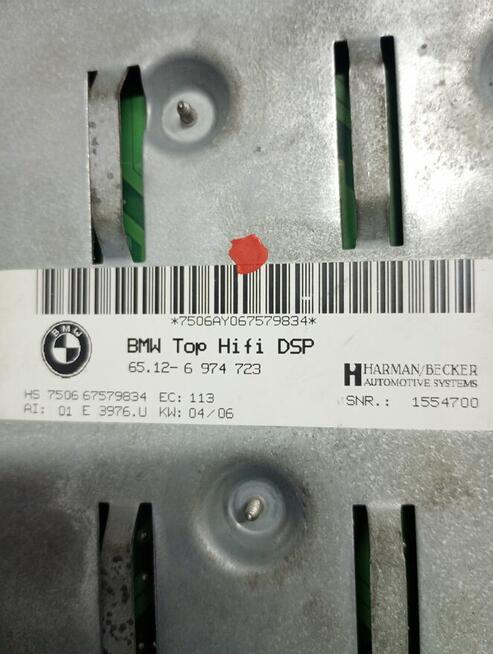 *7506AY067579834*
BMW
BMW Top Hifi DSP
65.12- 6 974 723
HARMAN/BECKER
AUTOMOTIVE SYSTEMS
HS 7506 67579834 EC: 113
SNR.: 1554700
AI: 01 E 3976.U KW: 04/06